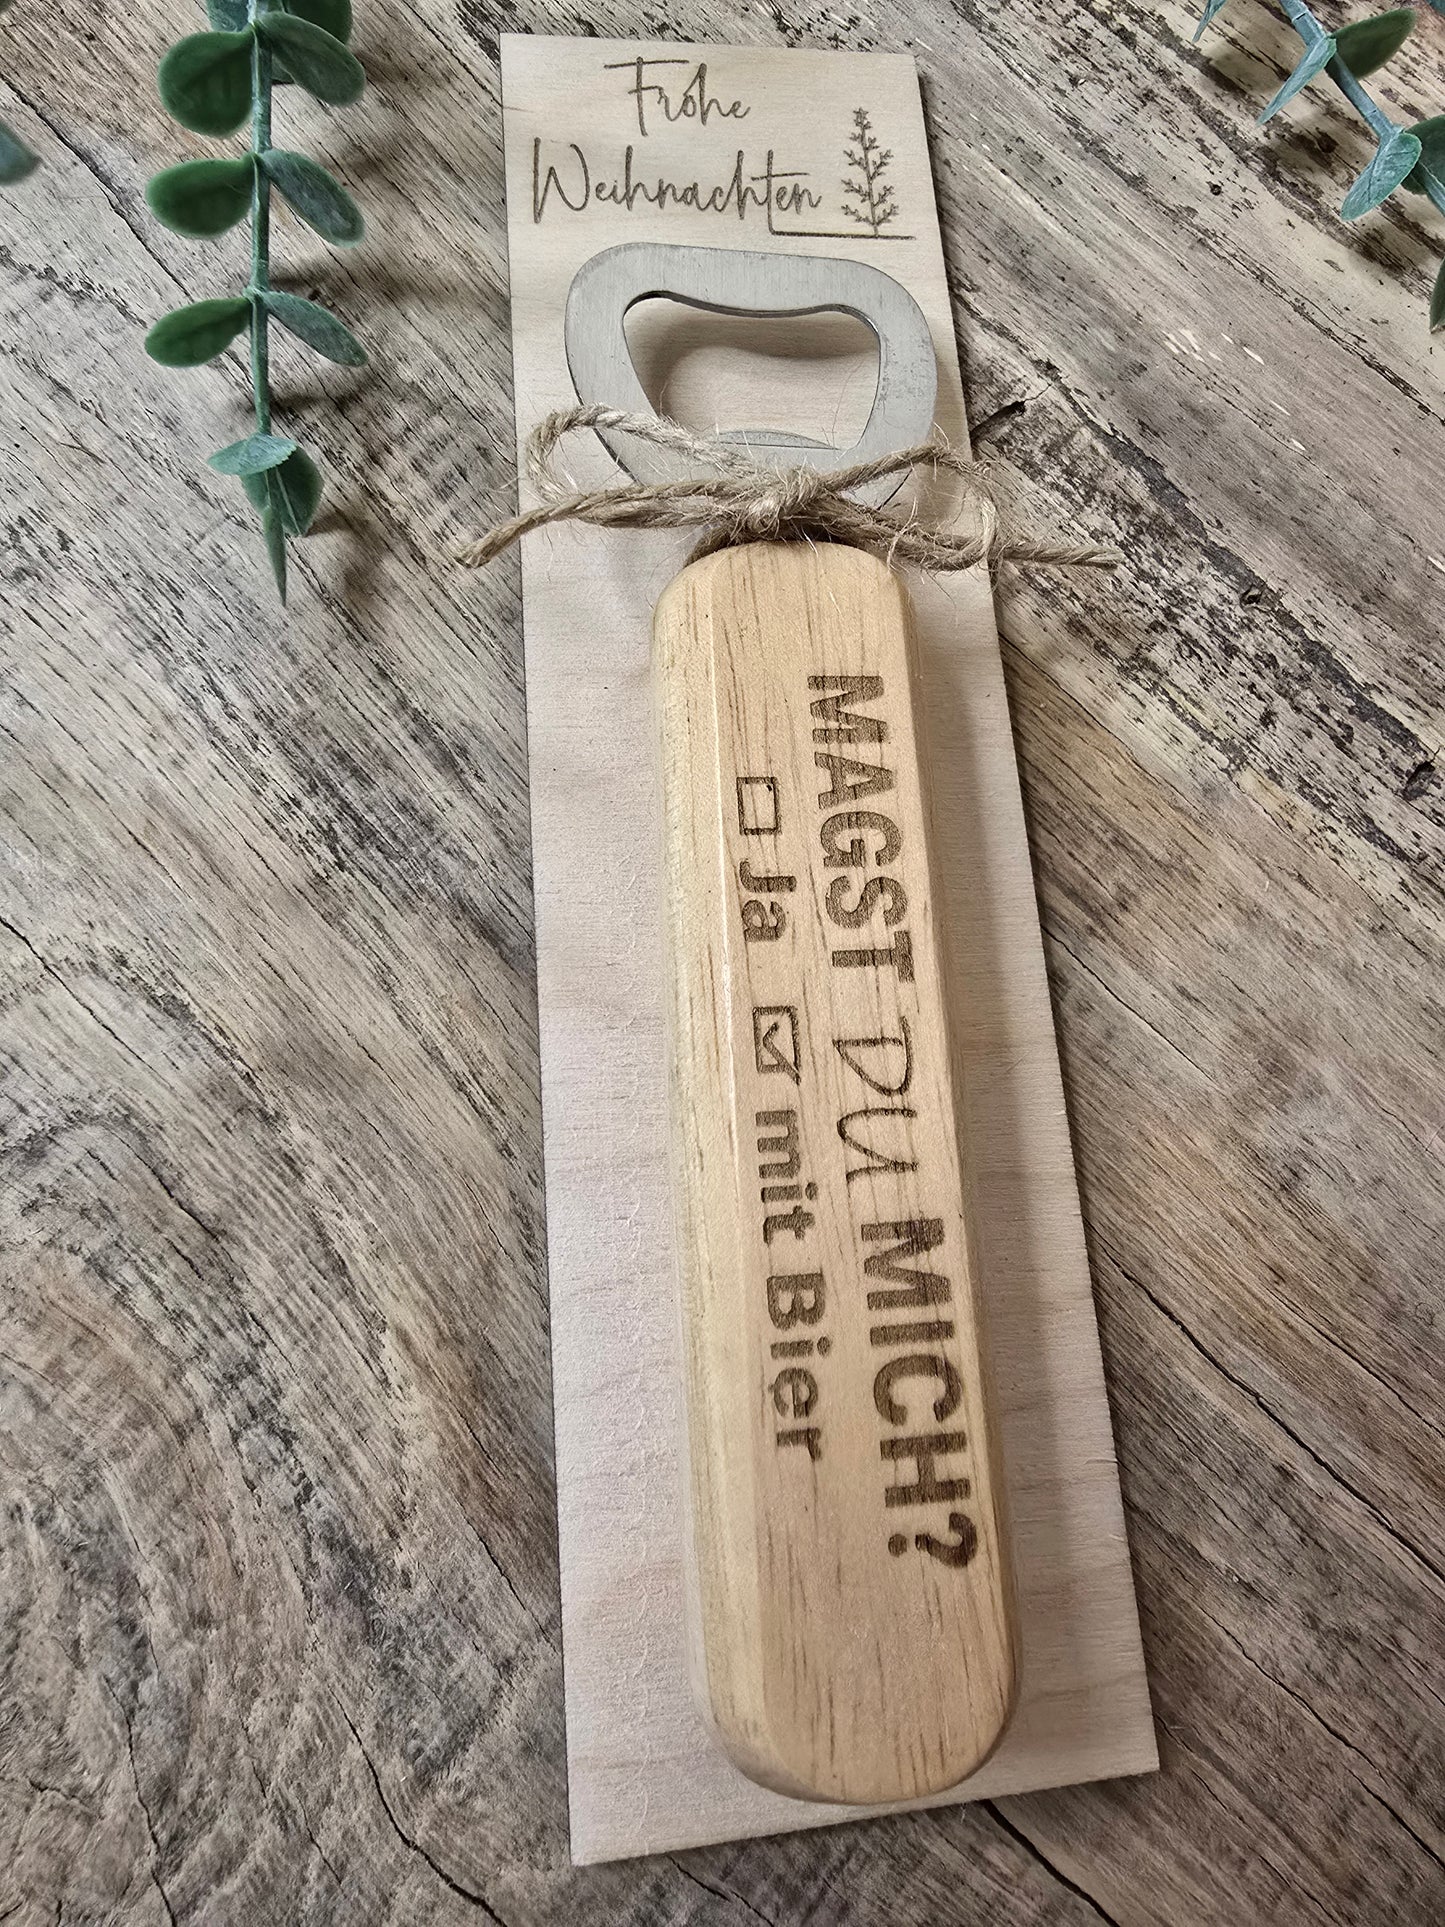 Frohe
Weihnachten
MAGST DU MICH?
Ja mit Bier